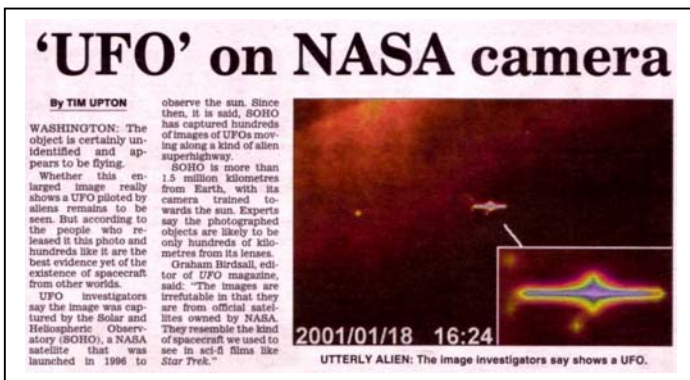 ‘UFO’ on NASA camera
By TIM UPTON
WASHINGTON: The
object is certainly un-
identified and ap-
pears to be flying.
Whether this en-
larged image really
shows a UFO piloted by
aliens remains to be
seen. But according to
the people who re-
leased it this photo and
hundreds like it are the
best evidence yet of the
existence of spacecraft
from other worlds.
UFO investigators
say the image was cap-
tured by the Solar and
Heliospheric Observ-
atory (SOHO), a NASA
satellite that was
launched in 1996 to
observe the sun. Since
then, it is said, SOHO
has captured hundreds
of images of UFOs mov-
ing along a kind of alien
superhighway.
SOHO is more than
1.5 million kilometres
from Earth, with its
camera trained to-
wards the sun. Experts
say the photographed
objects are likely to be
only hundreds of kilo-
metres from its lenses.
Graham Birdsall, edi-
tor of UFO magazine,
said: “The images are
irrefutable in that they
are from official satel-
lites owned by NASA.
They resemble the kind
of spacecraft we used to
see in sci-fi films like
Star Trek.”
2001/01/18 16:24
UTTERLY ALIEN: The image investigators say shows a UFO.